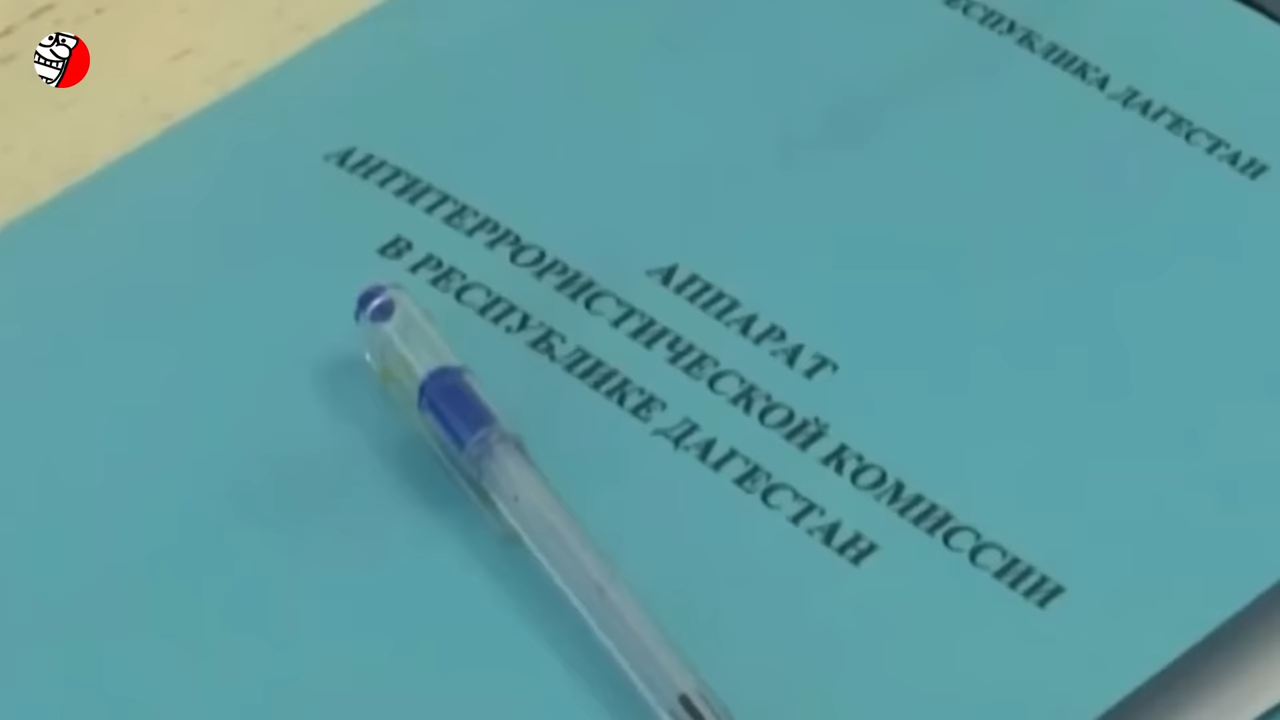 ЕСПУБЛИКА ДАГЕСТАН
АППАРАТ
АНТИТЕРРОРИСТИЧЕСКОЙ КОМИССИИ
В РЕСПУБЛИКЕ ДАГЕСТАН